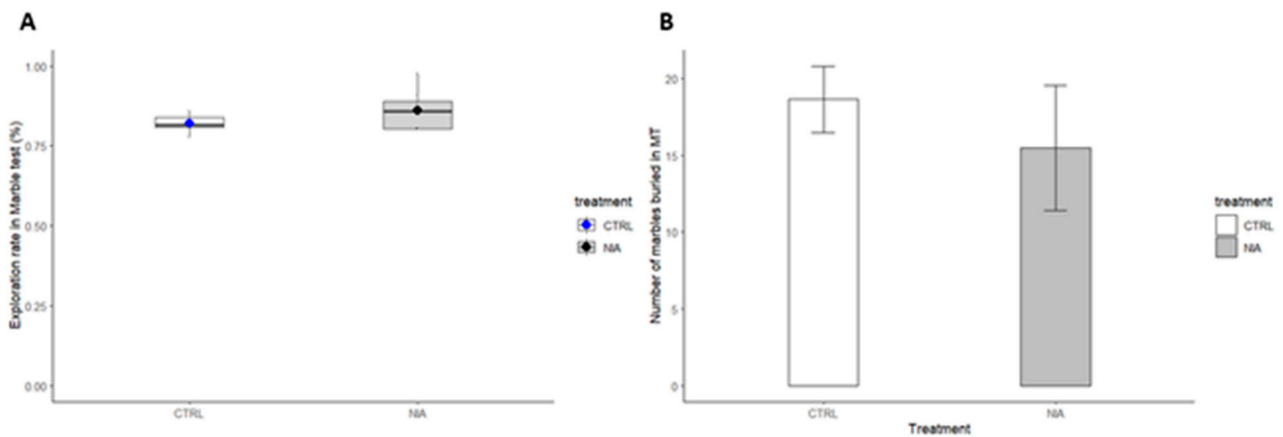 A
Exploration rate in Marble test (%)
1.00
0.75
0.50
0.25
0.00
CTRL
NIA
treatment
CTRL
NIA
B
Number of marbles buried in MT
20
15
10
5
0
CTRL
NIA
Treatment
treatment
CTRL
NIA